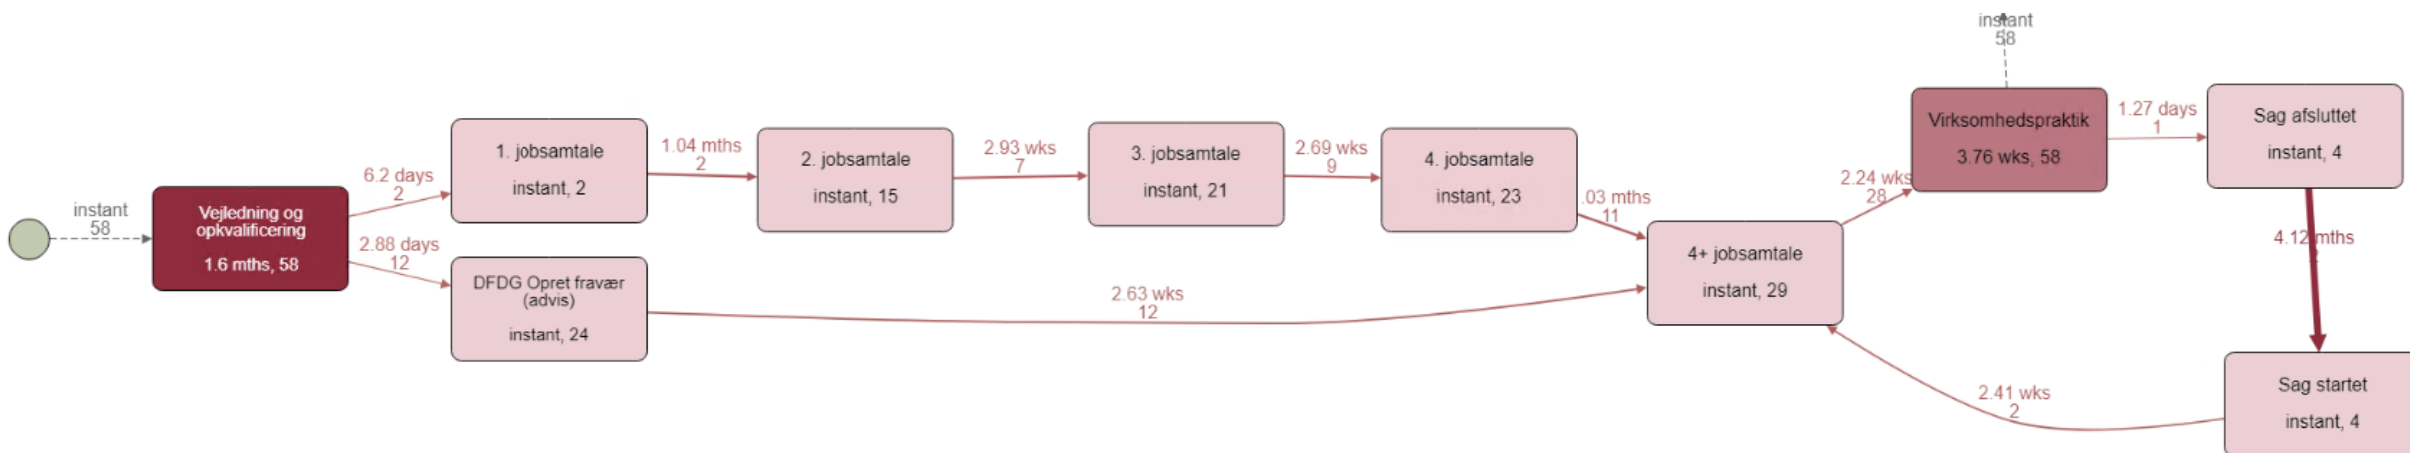 instant
58
Vejledning og
opkvalificering
1.6 mths, 58
6.2 days
2
2.88 days
12
1. jobsamtale
instant, 2
DFDG Opret fravær
(advis)
instant, 24
1.04 mths
2
2. jobsamtale
instant, 15
2.93 wks
7
3. jobsamtale
instant, 21
2.69 wks
9
4. jobsamtale
instant, 23
.03 mths
11
2.63 wks
12
4+ jobsamtale
instant, 29
2.24 wks
28
instant
58
Virksomhedspraktik
3.76 wks, 58
1.27 days
1
Sag afsluttet
instant, 4
4.12 mths
2
Sag startet
instant, 4
2.41 wks
2